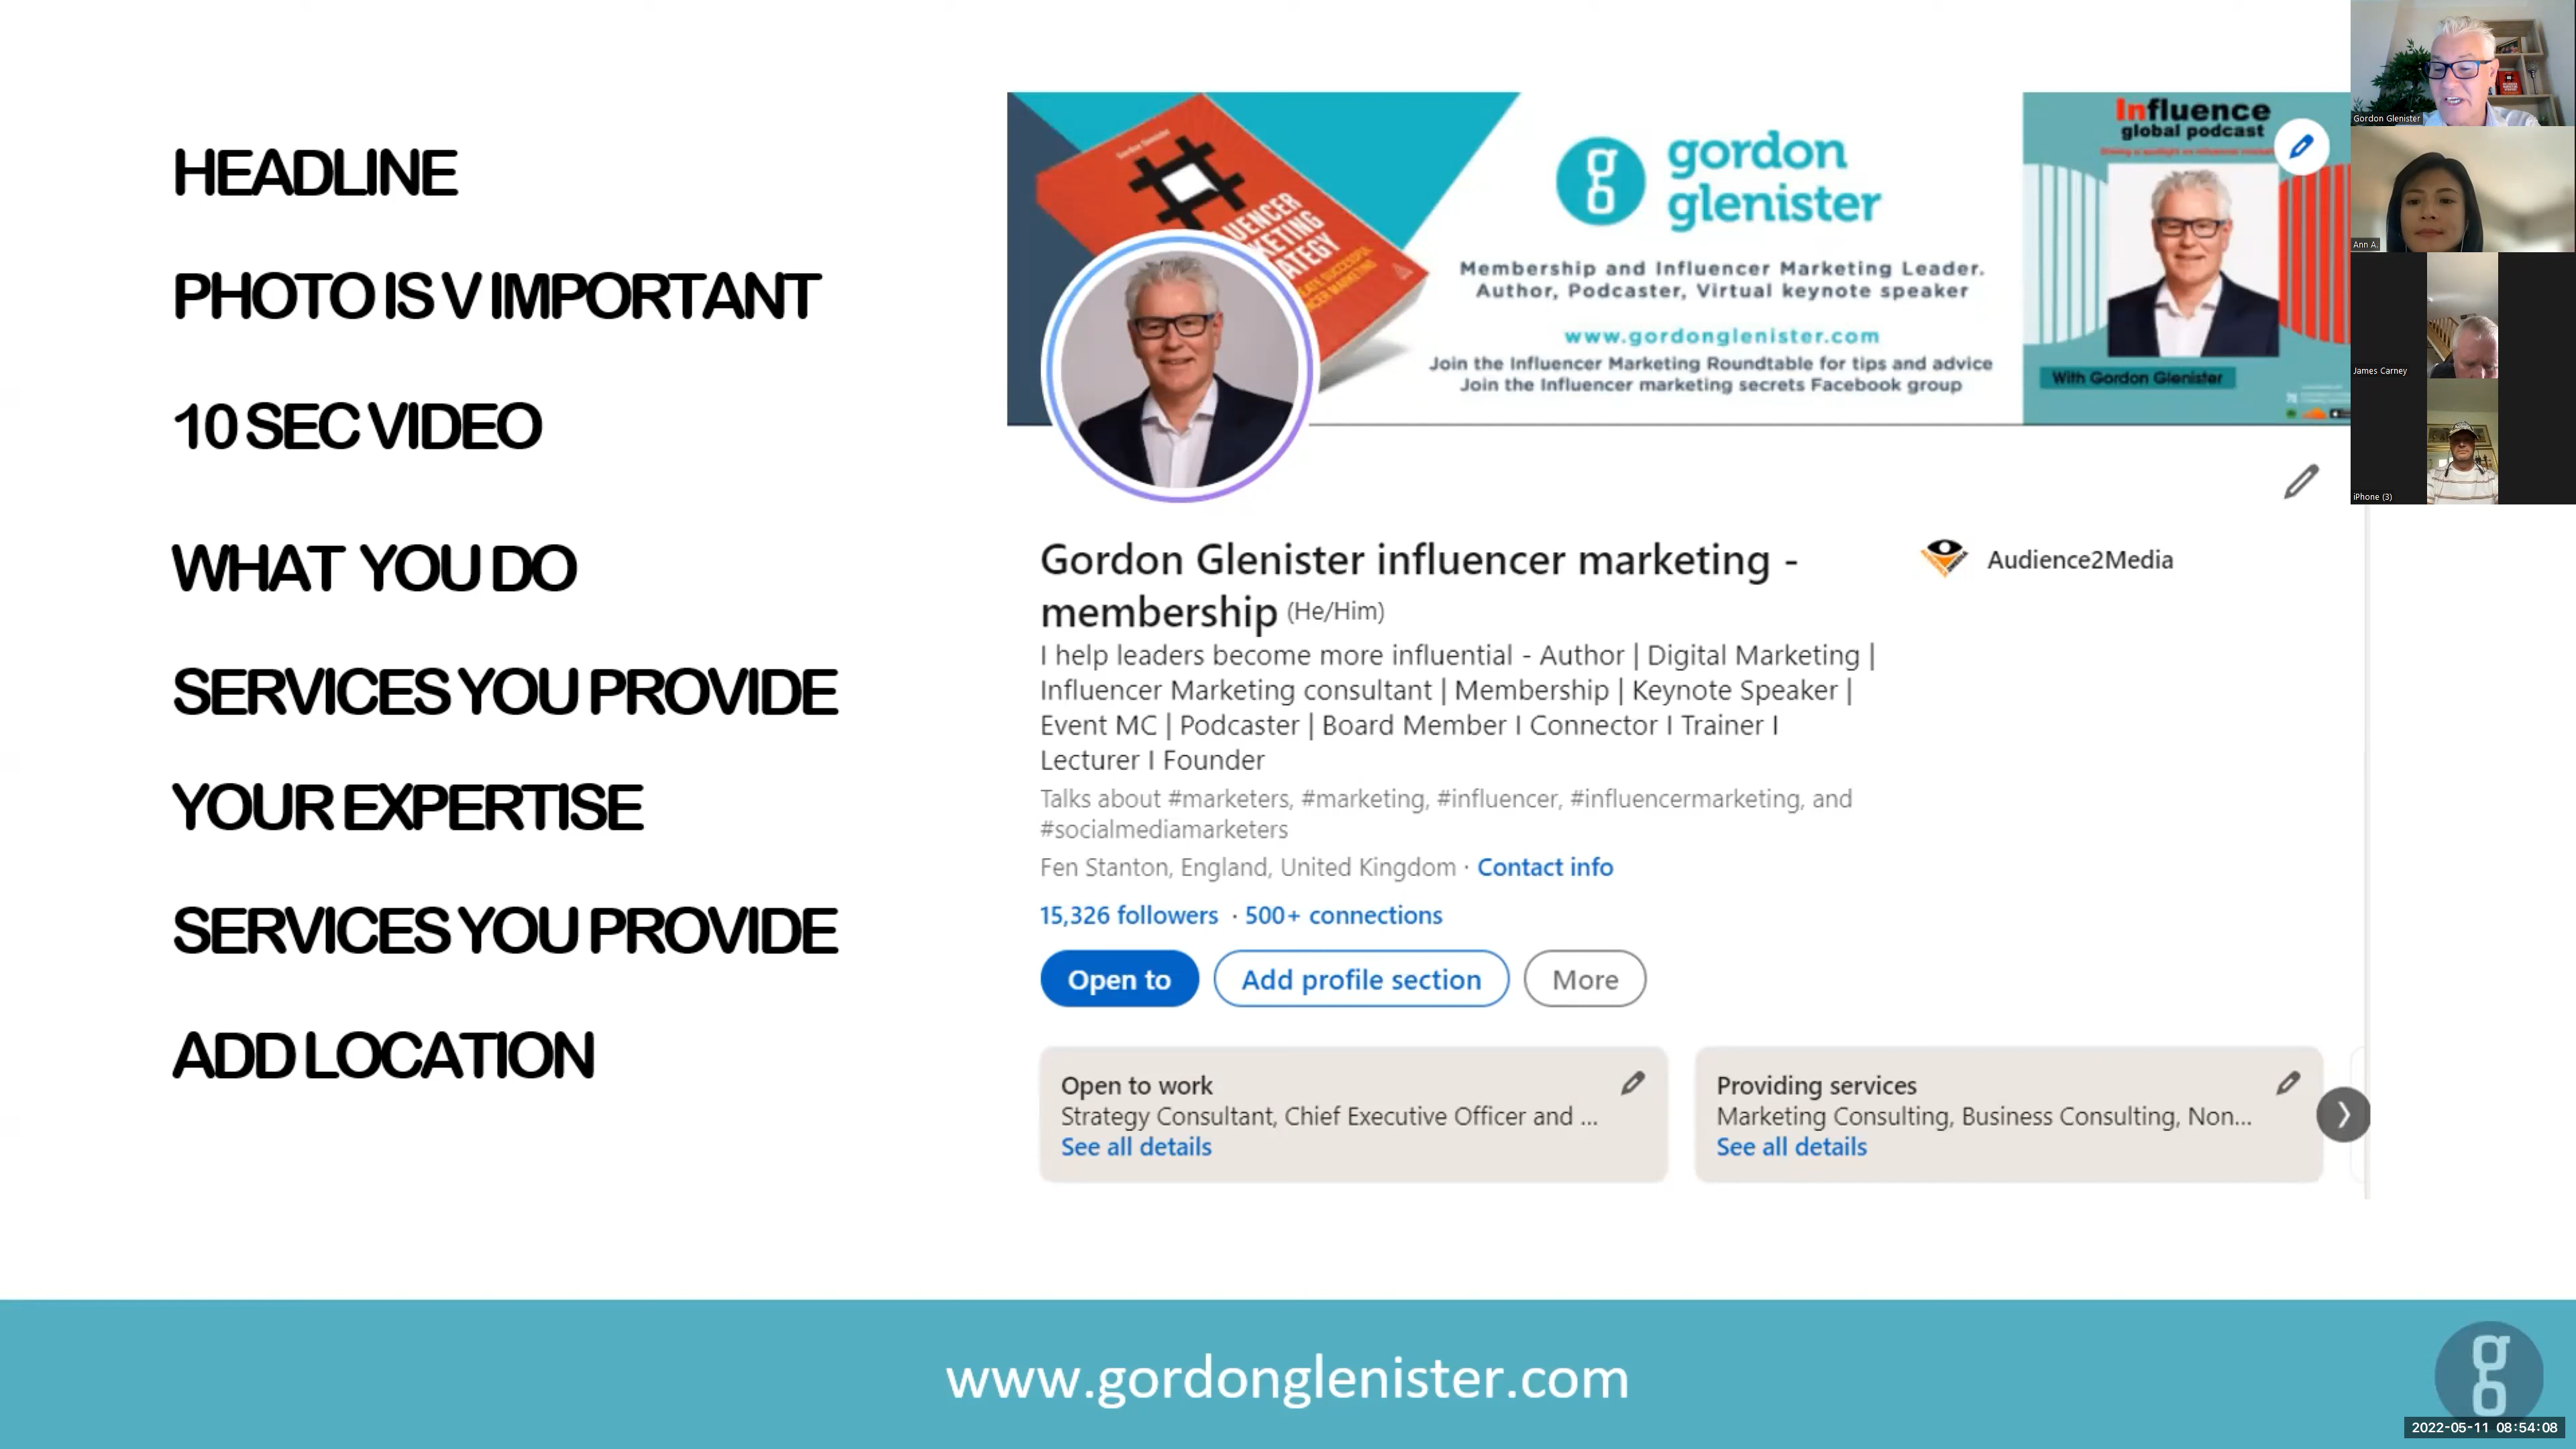 HEADLINE
PHOTO IS V IMPORTANT
10 SEC VIDEO
WHAT YOU DO
SERVICES YOU PROVIDE
YOUR EXPERTISE
SERVICES YOU PROVIDE
ADD LOCATION
gordon
glenister
Membership and Influencer Marketing Leader.
Author, Podcaster, Virtual keynote speaker
www.gordonglenister.com
Join the Influencer Marketing Roundtable for tips and advice
Join the Influencer marketing secrets Facebook group
Influence
global podcast
With Gordon Glenister
Gordon Glenister influencer marketing -
membership (He/Him)
Audience2Media
I help leaders become more influential - Author | Digital Marketing |
Influencer Marketing consultant | Membership | Keynote Speaker |
Event MC | Podcaster | Board Member I Connector I Trainer I
Lecturer I Founder
Talks about #marketers, #marketing, #influencer, #influencermarketing, and
#socialmediamarketers
Fen Stanton, England, United Kingdom · Contact info
15,326 followers · 500+ connections
Open to
Add profile section
More
Open to work
Strategy Consultant, Chief Executive Officer and ...
See all details
Providing services
Marketing Consulting, Business Consulting, Non...
See all details
Gordon Glenister
Ann A.
James Carney
iPhone (3)
www.gordonglenister.com
go
2022-05-11 08:54:08